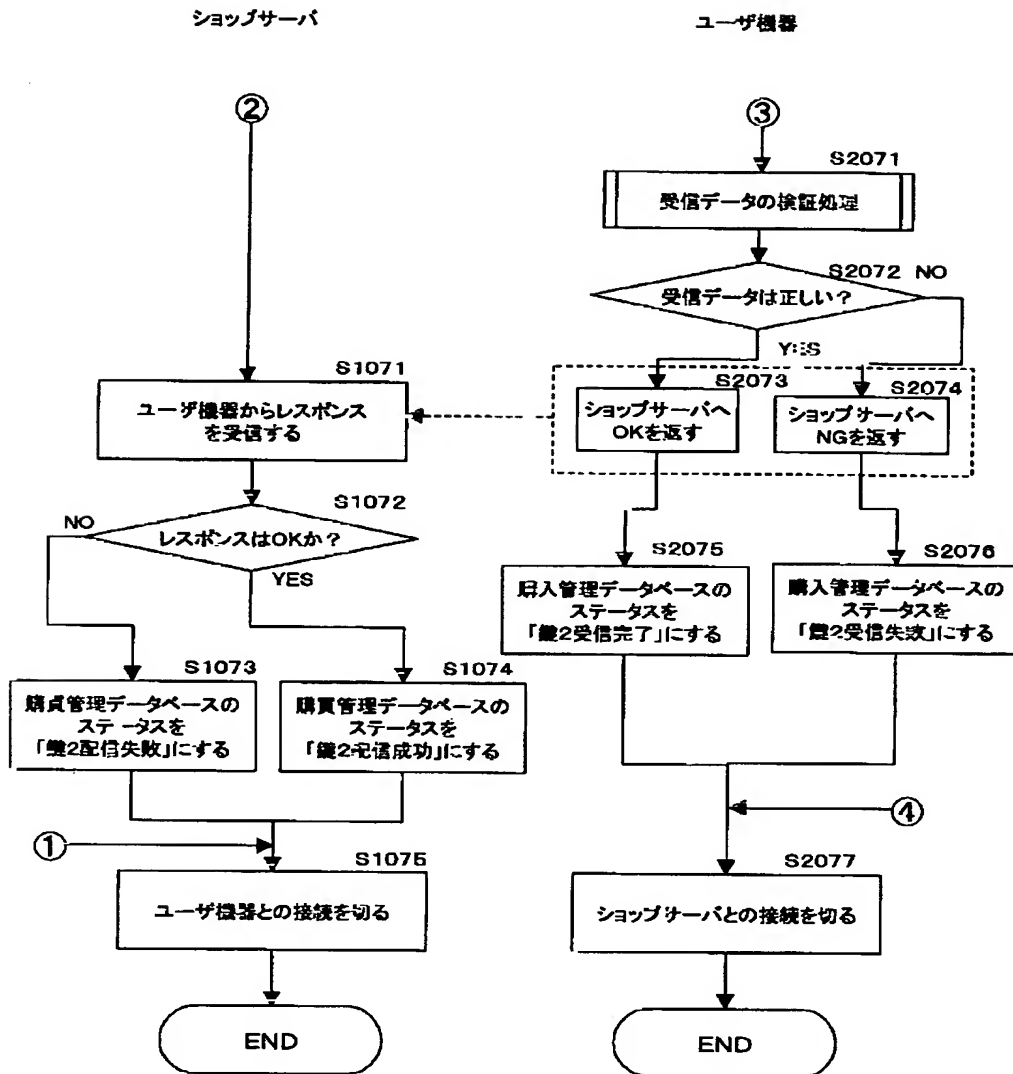 ショップサーバ
ユーザ機器
②
③
S2071
受信データの検証処理
S2072 NO
受信データは正しい?
YES
S1071
ユーザ機器からレスポンス
を受信する
S2073
ショップサーバへ
OKを返す
S2074
ショップサーバへ
NGを返す
S1072
NO
レスポンスはOKか?
YES
S2075
購入管理データベースの
ステータスを
「鍵2受信完了」にする
S2076
購入管理データベースの
ステータスを
「鍵2受信失敗」にする
S1073
購買管理データベースの
ステータスを
「鍵2配信失敗」にする
S1074
購買管理データベースの
ステータスを
「鍵2配信成功」にする
①
④
S1075
ユーザ機器との接続を切る
S2077
ショップサーバとの接続を切る
END
END